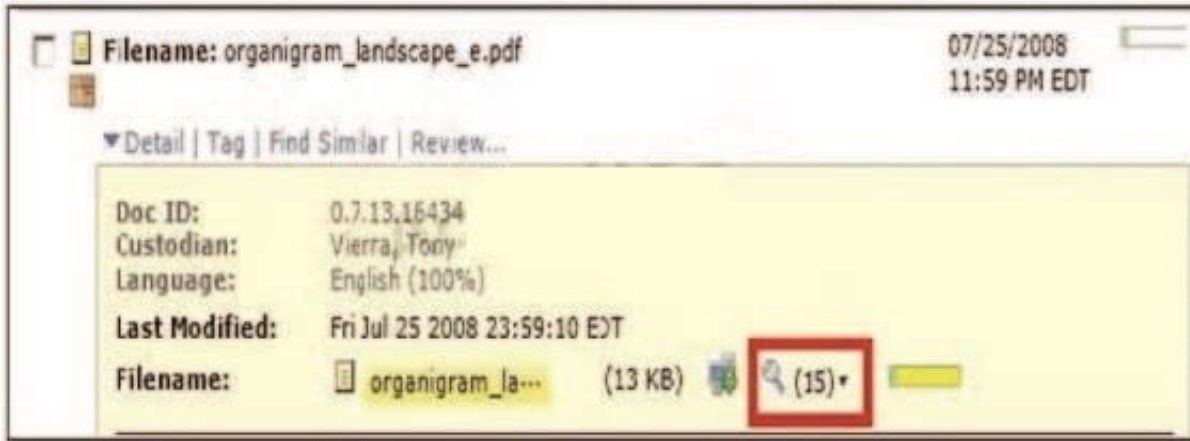 Filename: organigram_landscape_e.pdf 07/25/2008
11:59 PM EDT
▼Detail | Tag | Find Similar | Review...
Doc ID: 0.7.13.16434
Custodian: Vierra, Tony
Language: English (100%)
Last Modified: Fri Jul 25 2008 23:59:10 EDT
Filename: organigram_la... (13 KB) (15)▾